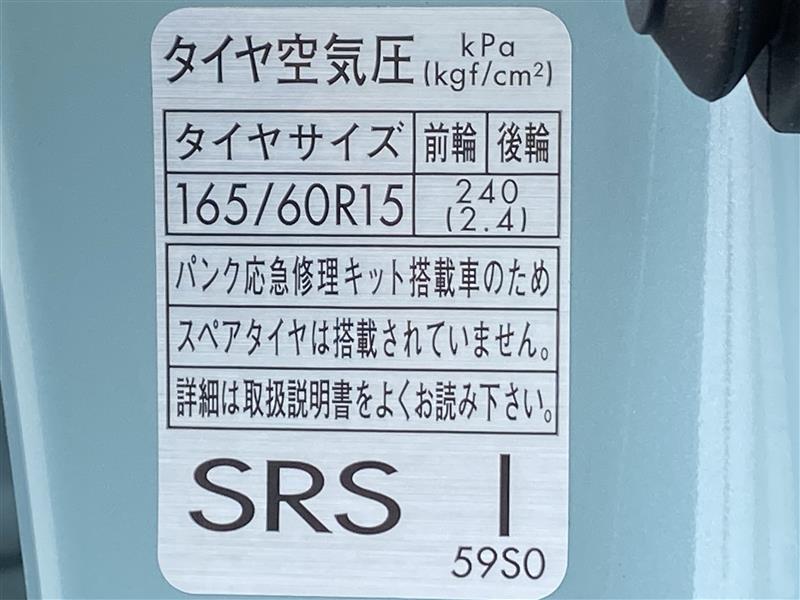 タイヤ空気圧 kPa
(kgf/cm²)
タイヤサイズ 前輪 後輪
165/60R15 240
(2.4)
パンク応急修理キット搭載車のため
スペアタイヤは搭載されていません。
詳細は取扱説明書をよくお読み下さい。
SRS I
59S0